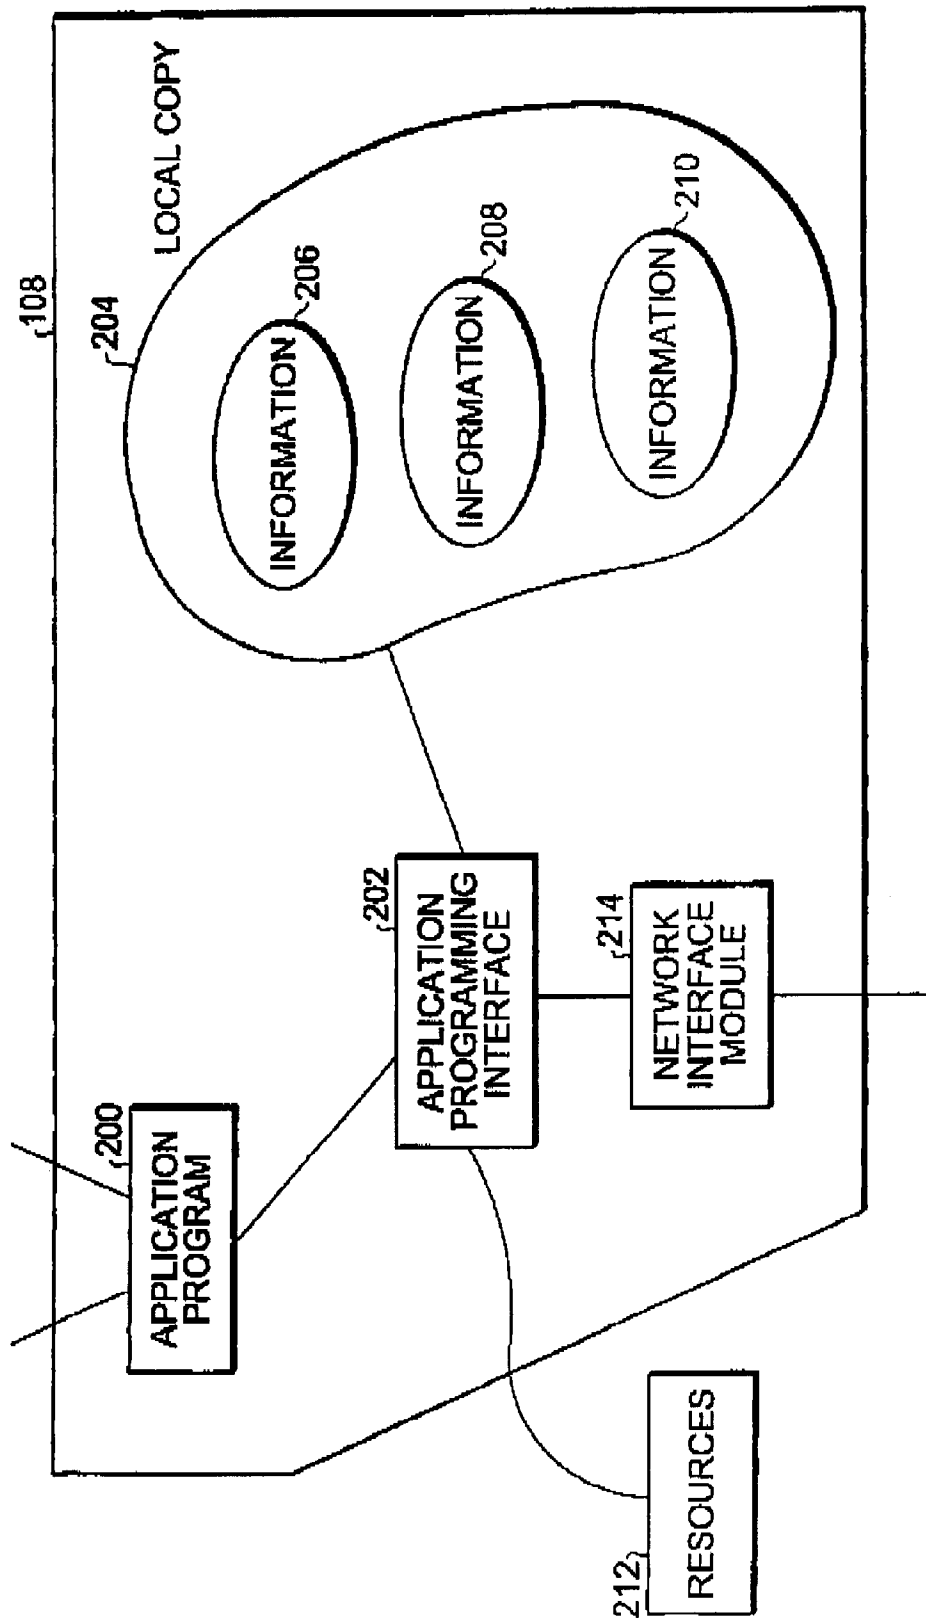 108
204
LOCAL COPY
200
APPLICATION
PROGRAM
INFORMATION
206
202
APPLICATION
PROGRAMMING
INTERFACE
INFORMATION
208
214
NETWORK
INTERFACE
MODULE
INFORMATION
210
212
RESOURCES